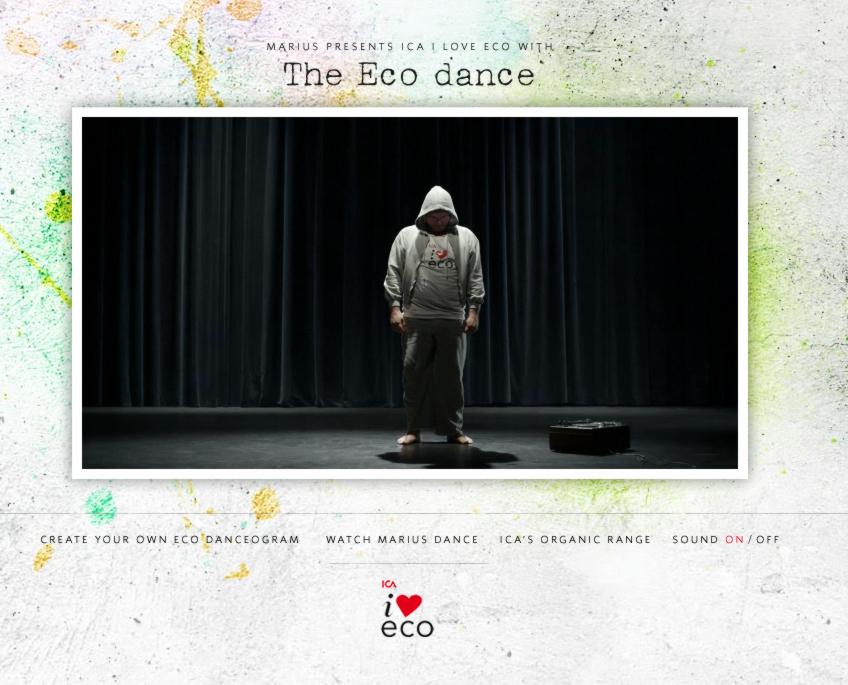 MARIUS PRESENTS ICA I LOVE ECO WITH
The Eco dance
ICA
i
eco
CREATE YOUR OWN ECO DANCEOGRAM WATCH MARIUS DANCE ICA'S ORGANIC RANGE SOUND ON / OFF
ICA
i
eco